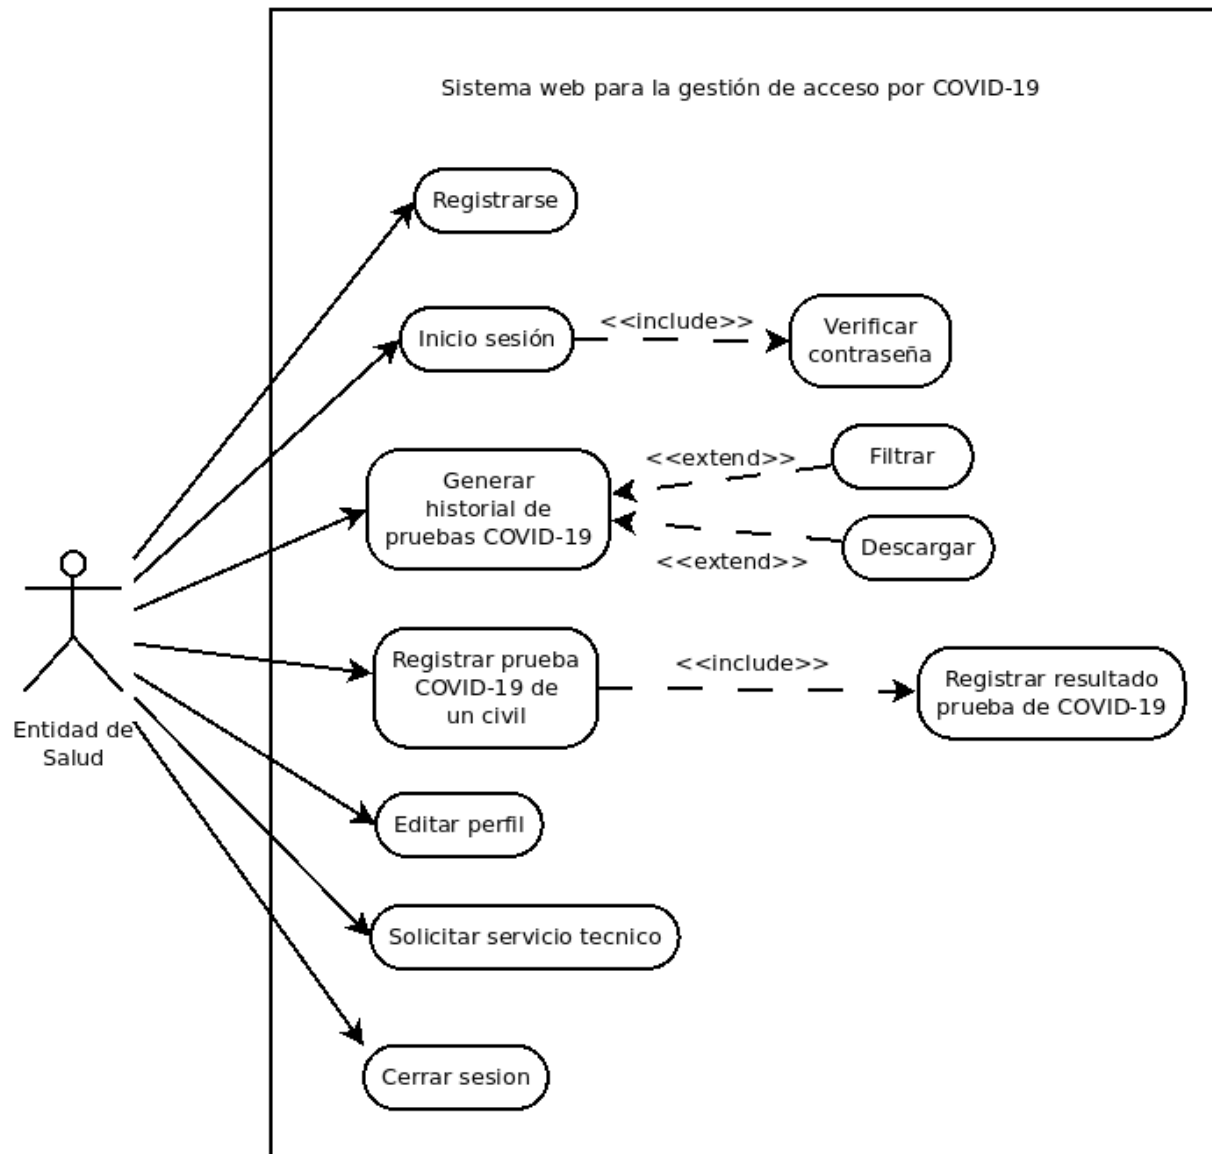 Sistema web para la gestión de acceso por COVID-19
Registrarse
Inicio sesión
<<include>>
Verificar
contraseña
Generar
historial de
pruebas COVID-19
<<extend>>
Filtrar
<<extend>>
Descargar
Entidad de
Salud
Registrar prueba
COVID-19 de
un civil
<<include>>
Registrar resultado
prueba de COVID-19
Editar perfil
Solicitar servicio tecnico
Cerrar sesion